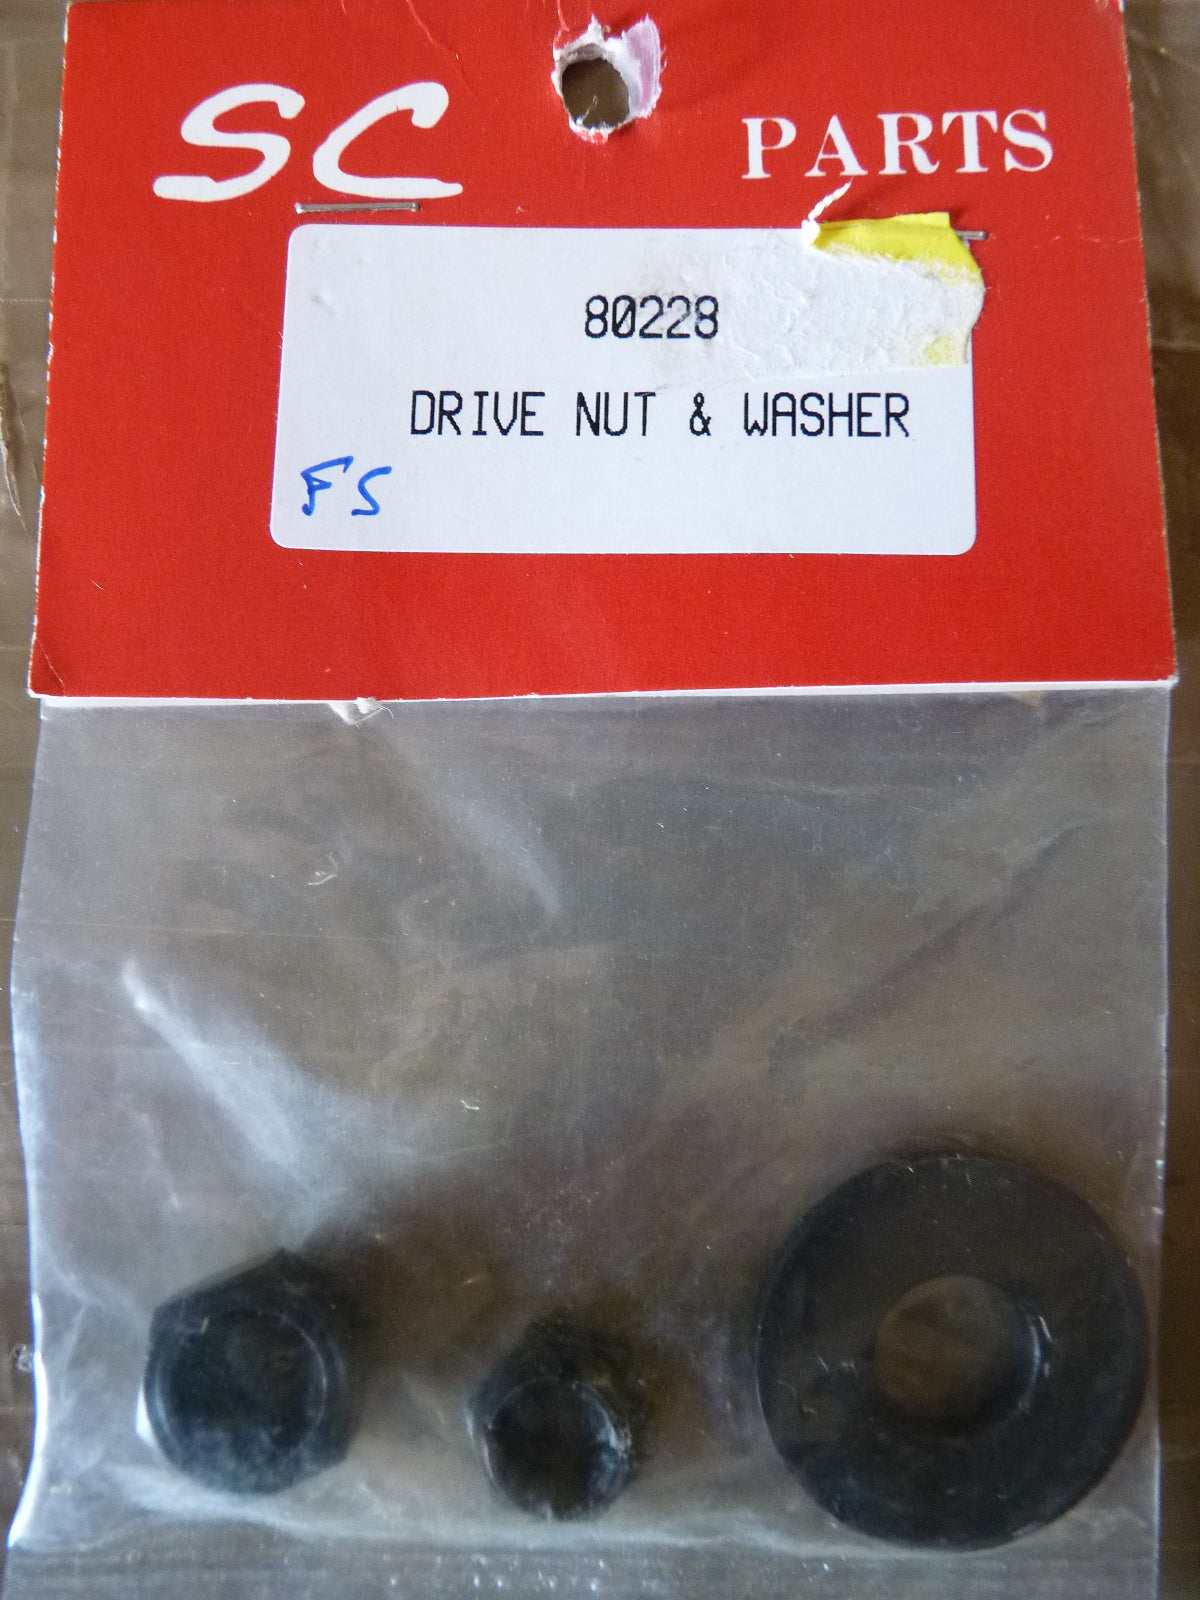 SC PARTS
80228
DRIVE NUT & WASHER
FS